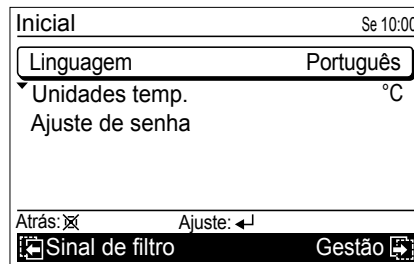 Inicial Se 10:00
Linguagem Português
Unidades temp. °C
Ajuste de senha
Atrás: Ajuste:
Sinal de filtro Gestão